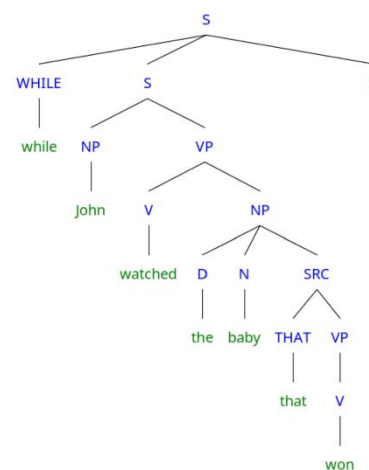 S
WHILE S
while NP VP
John V NP
watched D N SRC
the baby THAT VP
that V
won